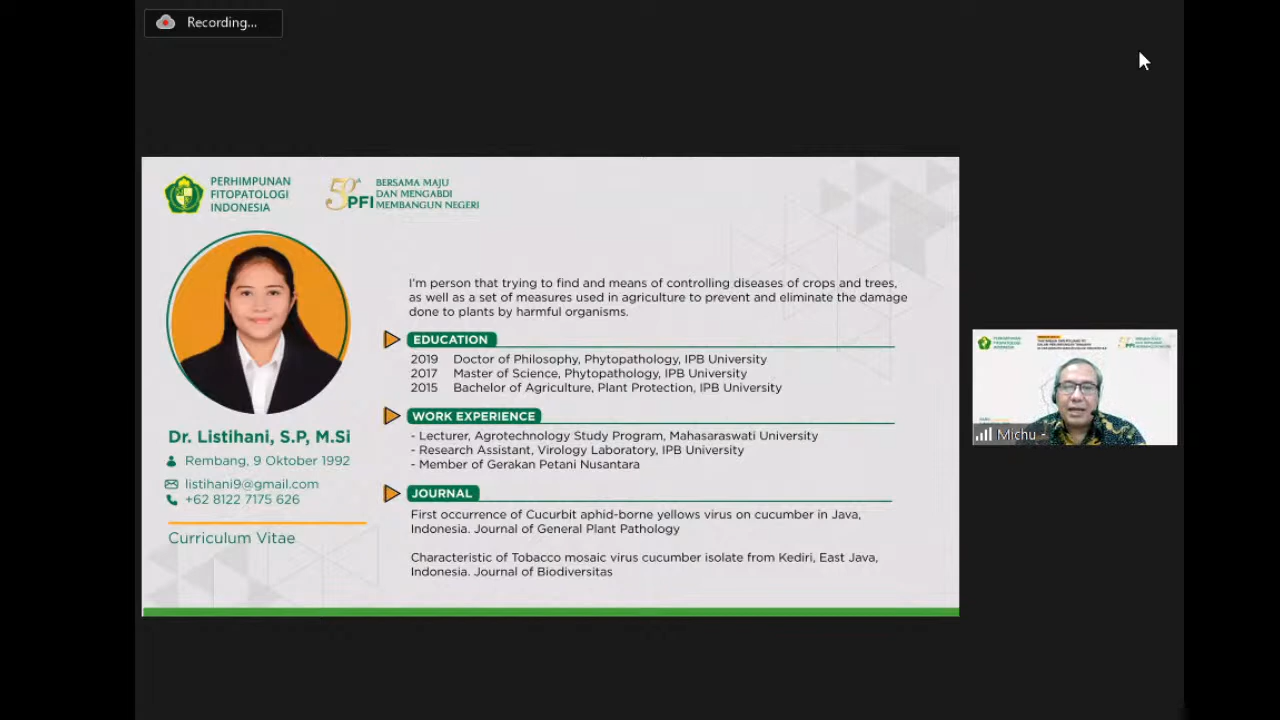 Recording...
PERHIMPUNAN
FITOPATOLOGI
INDONESIA
50 PFI
BERSAMA MAJU
DAN MENGABDI
MEMBANGUN NEGERI
I'm person that trying to find and means of controlling diseases of crops and trees,
as well as a set of measures used in agriculture to prevent and eliminate the damage
done to plants by harmful organisms.
EDUCATION
2019 Doctor of Philosophy, Phytopathology, IPB University
2017 Master of Science, Phytopathology, IPB University
2015 Bachelor of Agriculture, Plant Protection, IPB University
WORK EXPERIENCE
- Lecturer, Agrotechnology Study Program, Mahasaraswati University
- Research Assistant, Virology Laboratory, IPB University
- Member of Gerakan Petani Nusantara
JOURNAL
First occurrence of Cucurbit aphid-borne yellows virus on cucumber in Java,
Indonesia. Journal of General Plant Pathology
Characteristic of Tobacco mosaic virus cucumber isolate from Kediri, East Java,
Indonesia. Journal of Biodiversitas
Dr. Listihani, S.P, M.Si
Rembang, 9 Oktober 1992
listihani9@gmail.com
+62 8122 7175 626
Curriculum Vitae
PERHIMPUNAN
FITOPATOLOGI
INDONESIA
Michu -